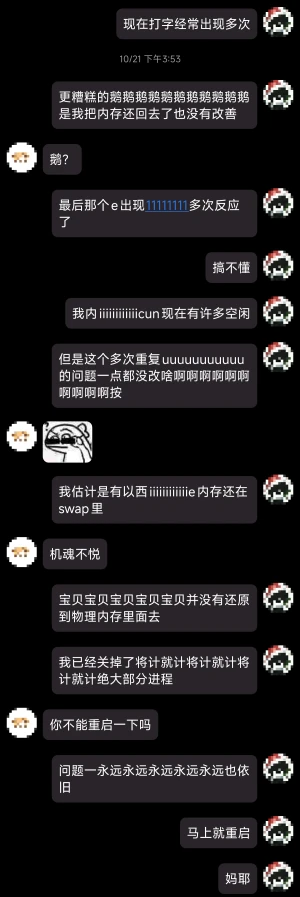 现在打字经常出现多次
10/21 下午3:53
更糟糕的鹅鹅鹅鹅鹅鹅鹅鹅鹅鹅鹅
是我把内存还回去了也没有改善
鹅？
最后那个e出现11111111多次反应
了
搞不懂
我内iiiiiiiiiiiicun现在有许多空闲
但是这个多次重复uuuuuuuuuuu
的问题一点都没改啥啊啊啊啊啊啊
啊啊啊啊按
我估计是有以西iiiiiiiiiiiie内存还在
swap里
机魂不悦
宝贝宝贝宝贝宝贝宝贝并没有还原
到物理内存里面去
我已经关掉了将计就计将计就计将
计就计绝大部分进程
你不能重启一下吗
问题一永远永远永远永远永远也依
旧
马上就重启
妈耶